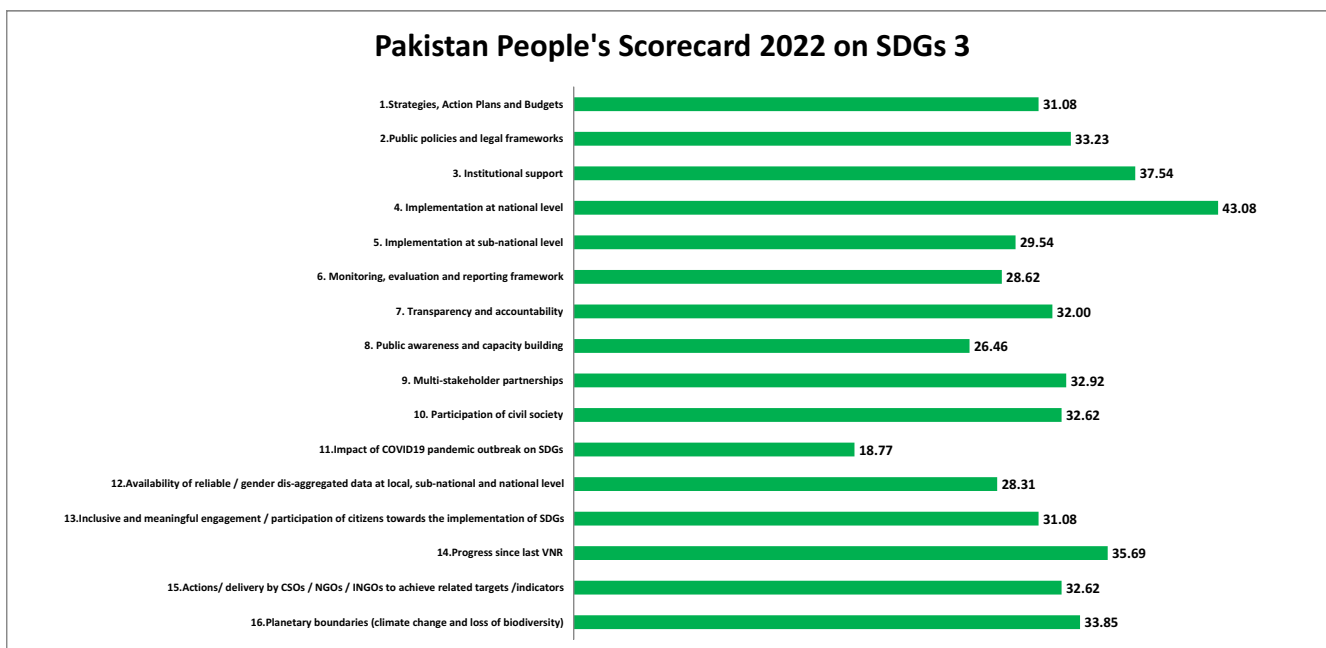 Pakistan People's Scorecard 2022 on SDGs 3
1.Strategies, Action Plans and Budgets 31.08
2.Public policies and legal frameworks 33.23
3. Institutional support 37.54
4. Implementation at national level 43.08
5. Implementation at sub-national level 29.54
6. Monitoring, evaluation and reporting framework 28.62
7. Transparency and accountability 32.00
8. Public awareness and capacity building 26.46
9. Multi-stakeholder partnerships 32.92
10. Participation of civil society 32.62
11.Impact of COVID19 pandemic outbreak on SDGs 18.77
12.Availability of reliable / gender dis-aggregated data at local, sub-national and national level 28.31
13.Inclusive and meaningful engagement / participation of citizens towards the implementation of SDGs 31.08
14.Progress since last VNR 35.69
15.Actions/ delivery by CSOs / NGOs / INGOs to achieve related targets /indicators 32.62
16.Planetary boundaries (climate change and loss of biodiversity) 33.85